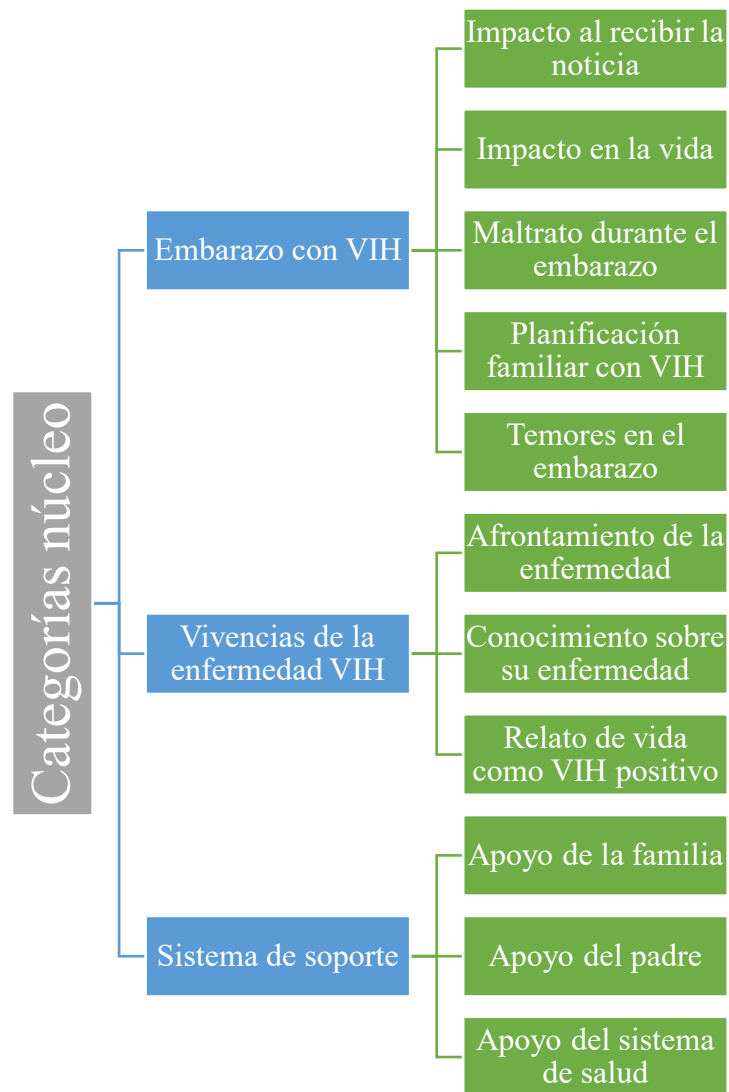 Categorías núcleo
Embarazo con VIH
Impacto al recibir la
noticia
Impacto en la vida
Maltrato durante el
embarazo
Planificación
familiar con VIH
Temores en el
embarazo
Vivencias de la
enfermedad VIH
Afrontamiento de la
enfermedad
Conocimiento sobre
su enfermedad
Relato de vida
como VIH positivo
Sistema de soporte
Apoyo de la familia
Apoyo del padre
Apoyo del sistema
de salud